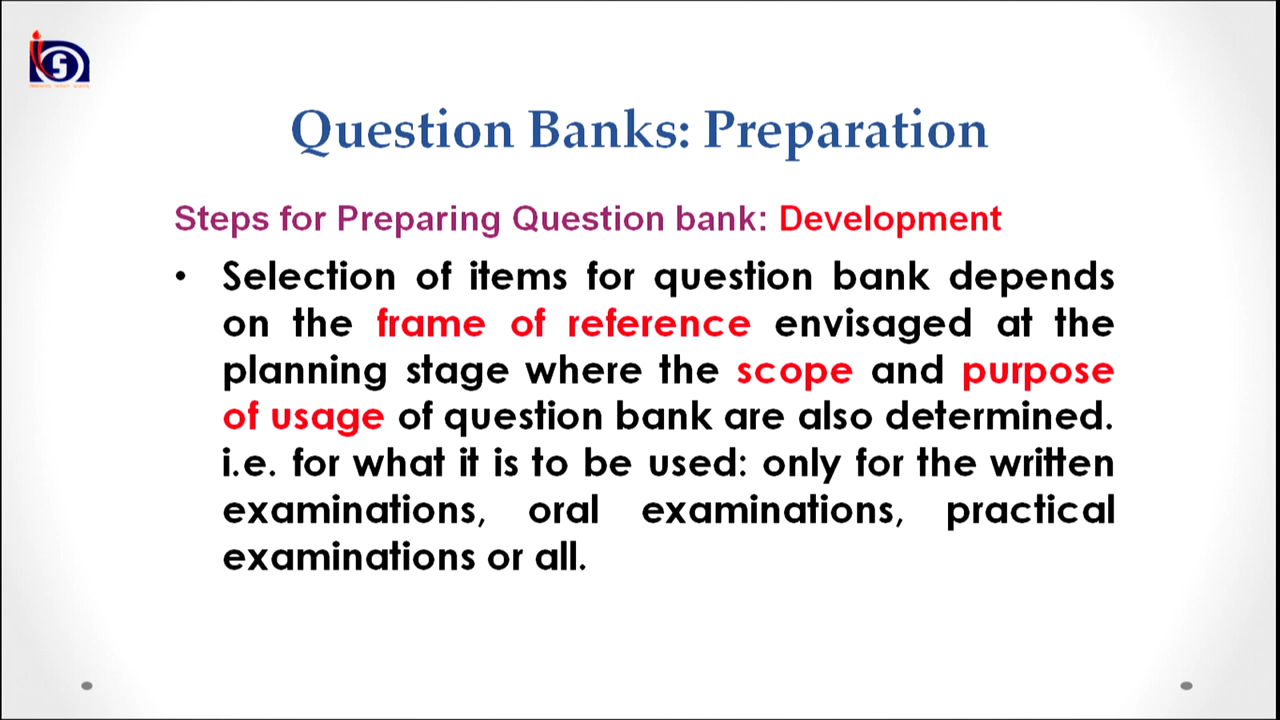 Question Banks: Preparation
Steps for Preparing Question bank: Development
• Selection of items for question bank depends
on the frame of reference envisaged at the
planning stage where the scope and purpose
of usage of question bank are also determined.
i.e. for what it is to be used: only for the written
examinations, oral examinations, practical
examinations or all.